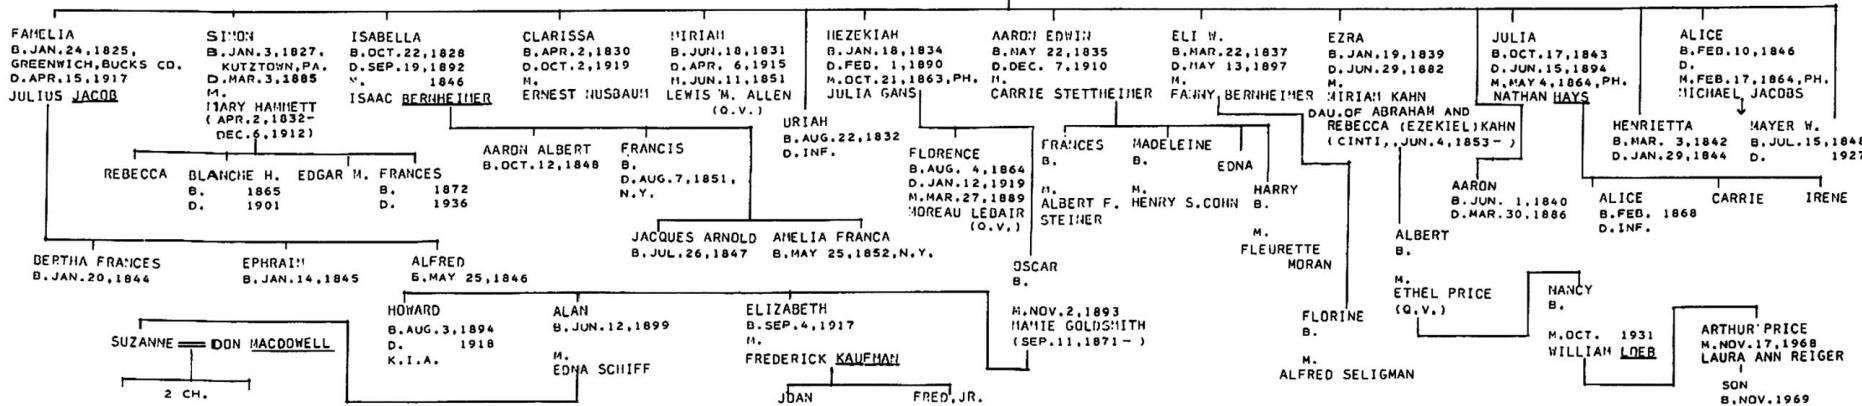 FAMELIA
B.JAN.24,1825,
GREENWICH,BUCKS CO.
D.APR.15,1917
JULIUS JACOB
SIMON
B.JAN.3,1827,
KUTZTOWN,PA.
D.MAR.3,1885
M.
MARY HAMMETT
(APR.2,1832-
DEC.6,1912)
ISABELLA
B.OCT.22,1828
D.SEP.19,1892
M. 1846
ISAAC BERNHEIMER
CLARISSA
B.APR.2,1830
D.OCT.2,1919
M.
ERNEST NUSBAUM
MIRIAM
B.JUN.18,1831
D.APR. 6,1915
M.JUN.11,1851
LEWIS M. ALLEN
(Q.V.)
URIAH
B.AUG.22,1832
D.INF.
HEZEKIAH
B.JAN.18,1834
D.FEB. 1,1890
M.OCT.21,1863,PH.
JULIA GANS
AARON EDWIN
B.MAY 22,1835
D.DEC. 7,1910
M.
CARRIE STETTHEIMER
ELI W.
B.MAR.22,1837
D.MAY 13,1897
M.
FANNY BERNHEIMER
EZRA
B.JAN.19,1839
D.JUN.29,1882
M.
MIRIAM KAHN
DAU.OF ABRAHAM AND
REBECCA (EZEKIEL)KAHN
(CINTI,,JUN.4,1853- )
JULIA
B.OCT.17,1843
D.JUN.15,1894
M.MAY 4,1864,PH.
NATHAN HAYS
ALICE
B.FEB.10,1846
D.
M.FEB.17,1864,PH.
MICHAEL JACOBS
HENRIETTA
B.MAR. 3,1842
D.JAN.29,1844
MAYER W.
B.JUL.15,1848
D. 1927
REBECCA
BLANCHE H.
B. 1865
D. 1901
EDGAR M.
FRANCES
B. 1872
D. 1936
AARON ALBERT
B.OCT.12,1848
FRANCIS
B.
D.AUG.7,1851,
N.Y.
FLORENCE
B.AUG. 4,1864
D.JAN.12,1919
M.MAR.27,1889
MOREAU LEBAIR
(Q.V.)
FRANCES
B.
M.
ALBERT F.
STEINER
MADELEINE
B.
M.
HENRY S.COHN
EDNA
HARRY
B.
M.
FLEURETTE
MORAN
AARON
B.JUN. 1,1840
D.MAR.30,1886
ALICE
B.FEB. 1868
D.INF.
CARRIE
IRENE
BERTHA FRANCES
B.JAN.20,1844
EPHRAIM
B.JAN.14,1845
ALFRED
B.MAY 25,1846
JACQUES ARNOLD
B.JUL.26,1847
AMELIA FRANCA
B.MAY 25,1852,N.Y.
OSCAR
B.
M.NOV.2,1893
MAMIE GOLDSMITH
(SEP.11,1871- )
ALBERT
B.
M.
ETHEL PRICE
(Q.V.)
NANCY
B.
M.OCT. 1931
WILLIAM LOEB
SUZANNE
DON MACDOWELL
2 CH.
HOWARD
B.AUG.3,1894
D. 1918
K.I.A.
ALAN
B.JUN.12,1899
M.
EDNA SCHIFF
ELIZABETH
B.SEP.4,1917
M.
FREDERICK KAUFMAN
JOAN
FRED,JR.
FLORINE
B.
M.
ALFRED SELIGMAN
ARTHUR PRICE
M.NOV.17,1968
LAURA ANN REIGER
SON
B.NOV.1969